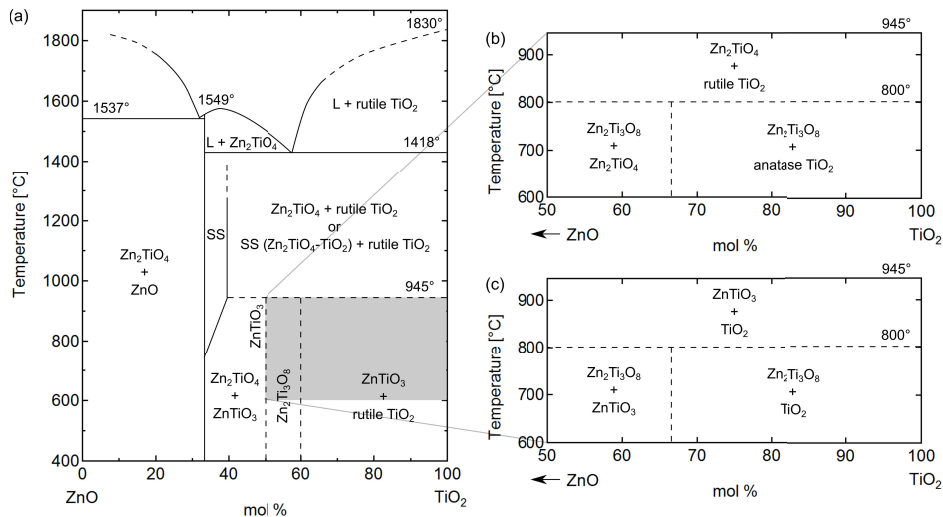 (a)
1830°
1800
1600
1537°
1549°
L + rutile TiO₂
L + Zn₂TiO₄
1418°
1400
1200
1000
800
600
400
Temperature [°C]
SS
Zn₂TiO₄ + rutile TiO₂
or
SS (Zn₂TiO₄-TiO₂) + rutile TiO₂
Zn₂TiO₄
+
ZnO
945°
ZnTiO₃
Zn₂Ti₃O₈
Zn₂TiO₄
+
ZnTiO₃
ZnTiO₃
+
rutile TiO₂
0 20 40 60 80 100
ZnO
mol %
TiO₂
(b)
945°
Zn₂TiO₄
+
rutile TiO₂
800°
Zn₂Ti₃O₈
+
Zn₂TiO₄
Zn₂Ti₃O₈
+
anatase TiO₂
900
800
700
600
Temperature [°C]
50 60 70 80 90 100
ZnO
mol %
TiO₂
(c)
945°
ZnTiO₃
+
TiO₂
800°
Zn₂Ti₃O₈
+
ZnTiO₃
Zn₂Ti₃O₈
+
TiO₂
900
800
700
600
Temperature [°C]
50 60 70 80 90 100
ZnO
mol %
TiO₂